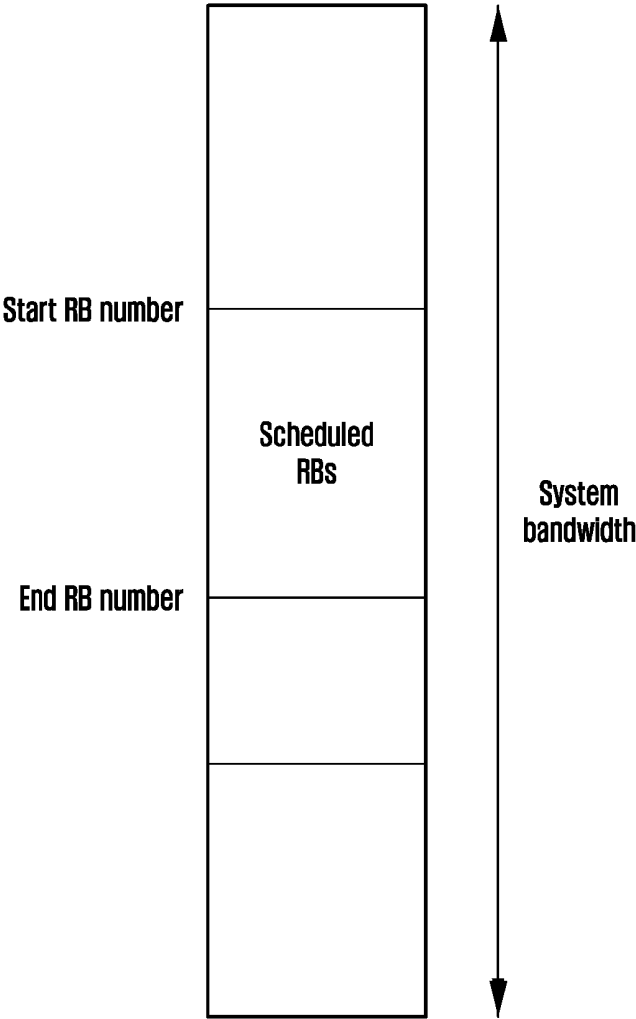 Start RB number
Scheduled
RBs
System
bandwidth
End RB number